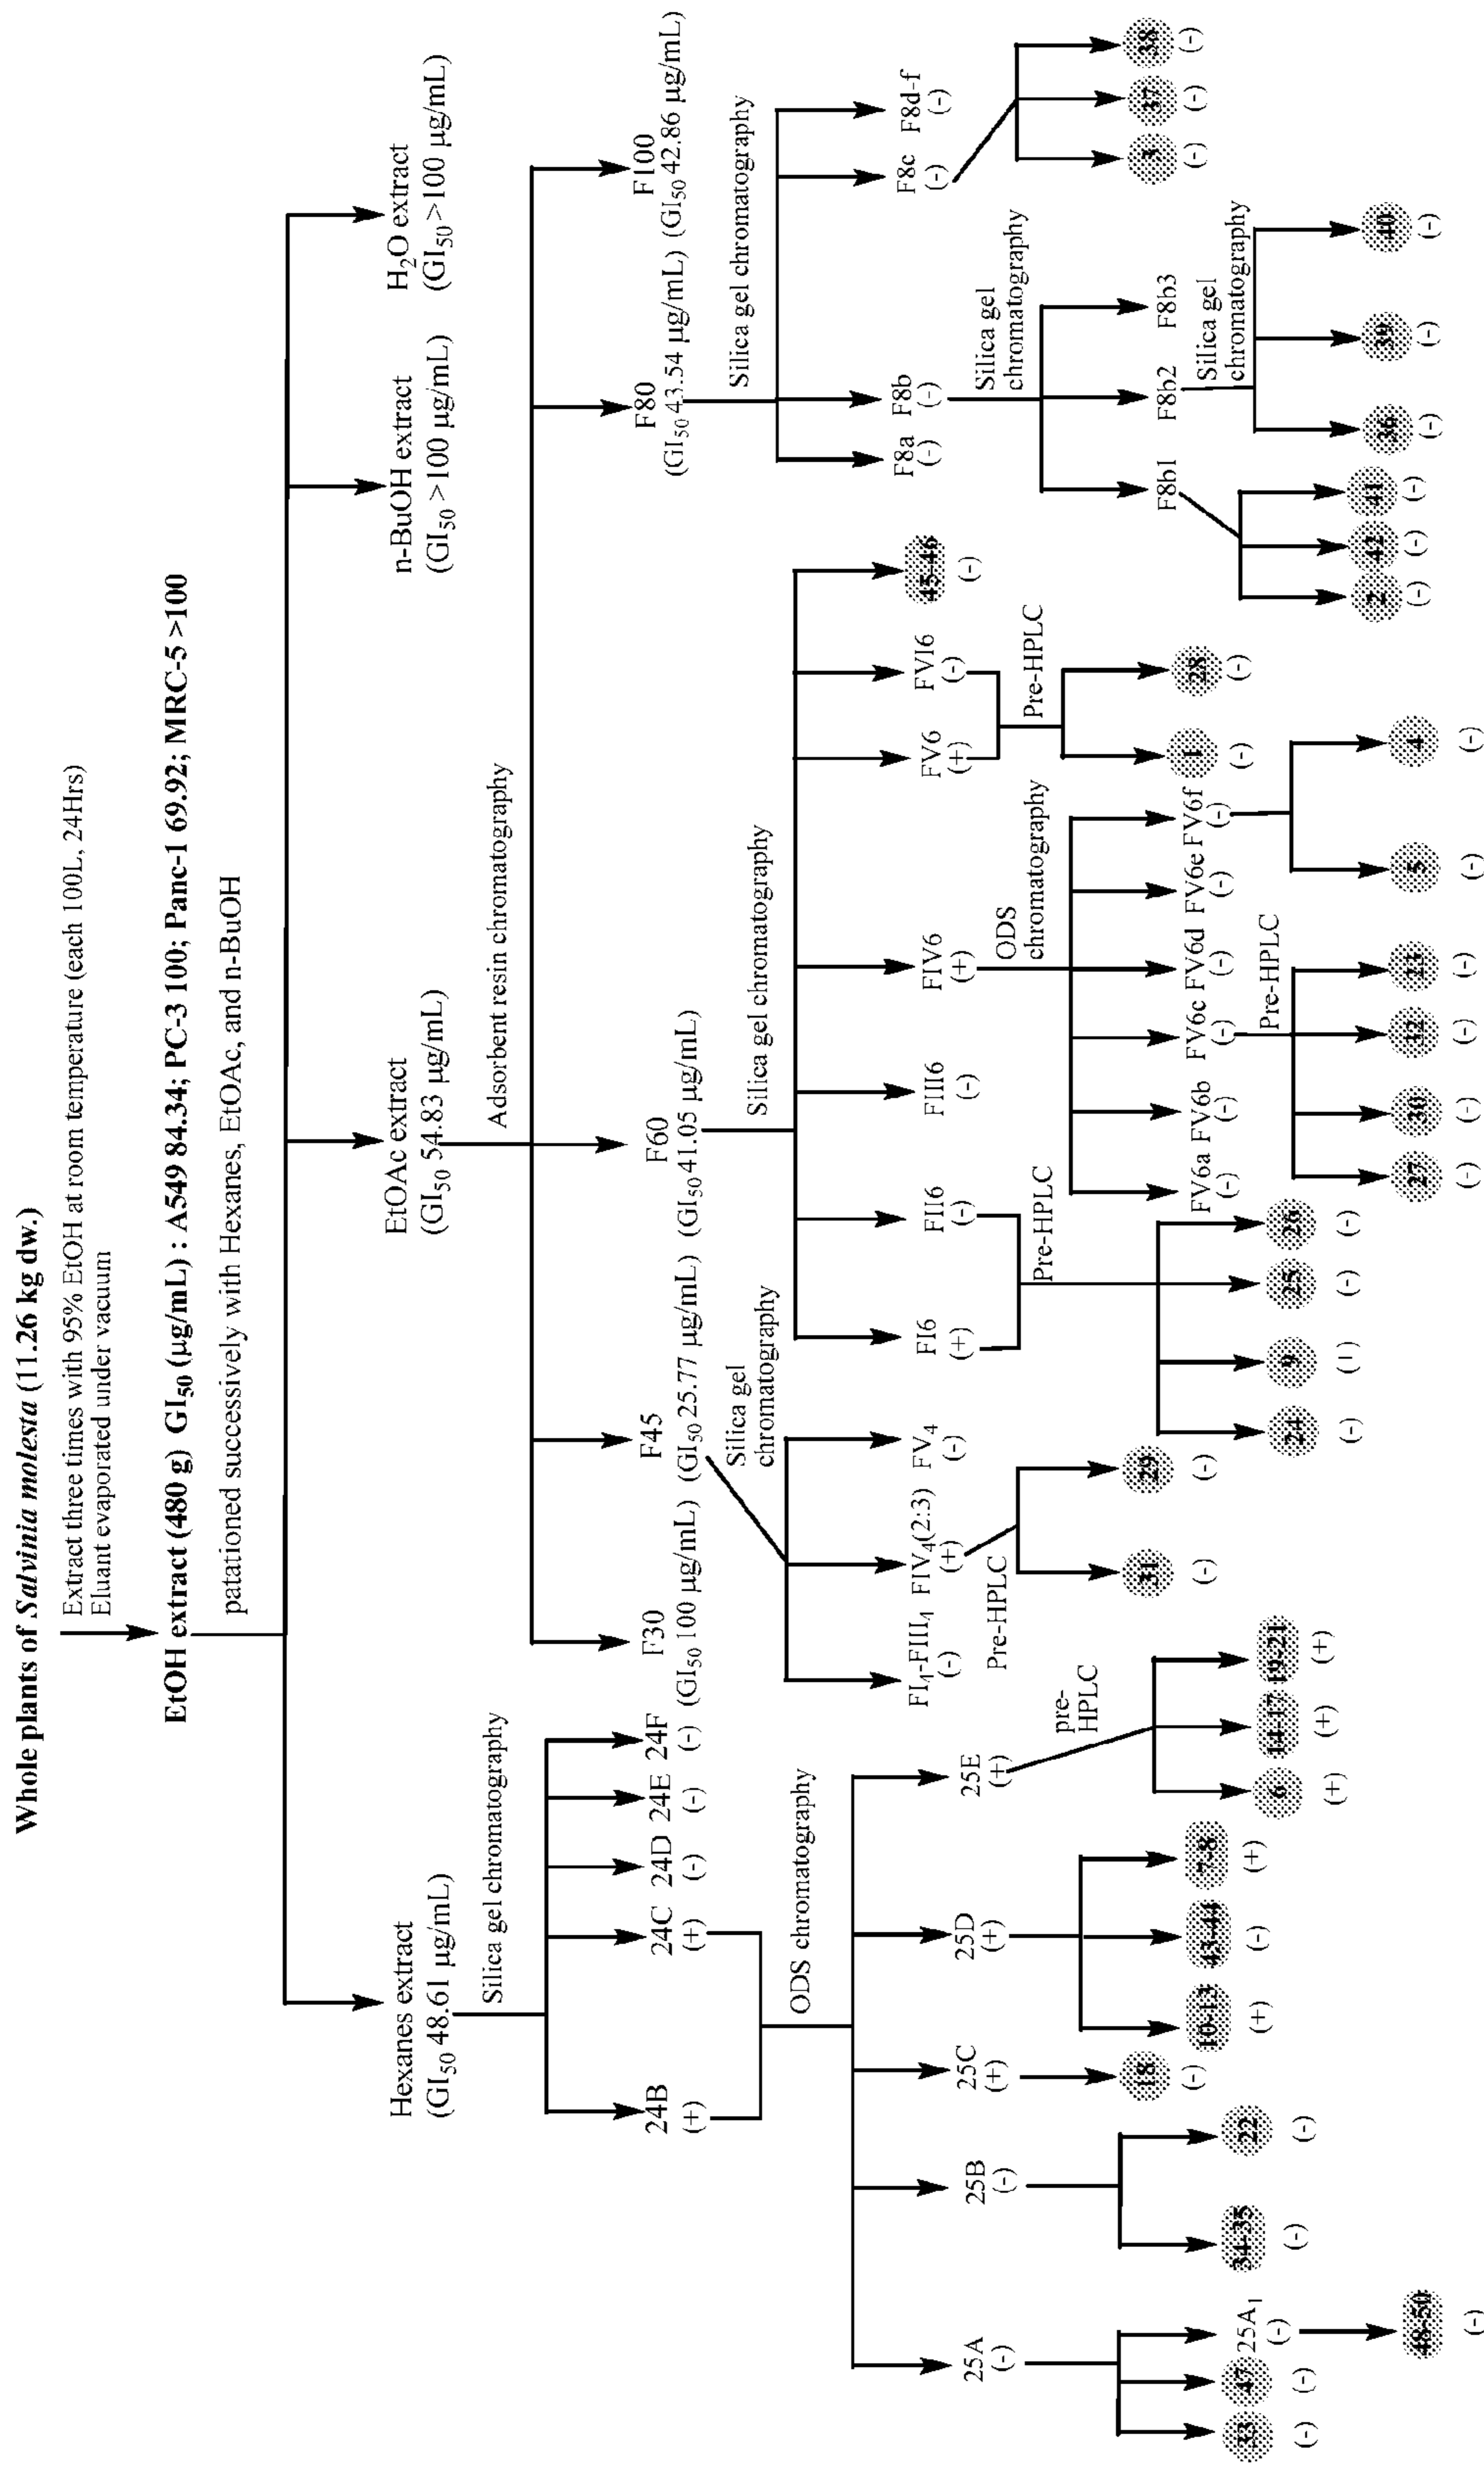 Whole plants of Salvinia molesta (11.26 kg dw.)
Extract three times with 95% EtOH at room temperature (each 100L, 24Hrs)
Eluant evaporated under vacuum
EtOH extract (480 g) GI50 (μg/mL) : A549 84.34; PC-3 100; Panc-1 69.92; MRC-5 >100
patationed successively with Hexanes, EtOAc, and n-BuOH
Hexanes extract
(GI50 48.61 μg/mL)
EtOAc extract
(GI50 54.83 μg/mL)
n-BuOH extract
(GI50 >100 μg/mL)
H2O extract
(GI50 >100 μg/mL)
Silica gel chromatography
Adsorbent resin chromatography
24B
(+)
24C
(+)
24D
(-)
24E
(-)
24F
(-)
F30
(GI50 100 μg/mL)
F45
(GI50 25.77 μg/mL)
F60
(GI50 41.05 μg/mL)
F80
(GI50 43.54 μg/mL)
F100
(GI50 42.86 μg/mL)
ODS chromatography
Silica gel
chromatography
Silica gel chromatography
Silica gel chromatography
25A
(-)
25B
(-)
25C
(+)
25D
(+)
25E
(+)
FI4-FIII4
(-)
FIV4(2:3)
(+)
FV4
(-)
FI6
(+)
FII6
(-)
FIII6
(-)
FIV6
(+)
FV6
(+)
FVI6
(-)
45-46
(-)
F8a
(-)
F8b
(-)
F8c
(-)
F8d-f
(-)
pre-
HPLC
Pre-HPLC
Pre-HPLC
ODS
chromatography
Pre-HPLC
Silica gel
chromatography
33
(-)
47
(-)
25A1
(-)
48-50
(-)
34-35
(-)
22
(-)
18
(-)
10-13
(+)
43-44
(-)
7-8
(+)
6
(+)
14-17
(+)
19-21
(+)
31
(-)
29
(-)
24
(-)
9
25
(-)
26
(-)
FV6a
(-)
FV6b
(-)
FV6c
(-)
FV6d
(-)
FV6e
(-)
FV6f
(-)
Pre-HPLC
27
(-)
30
(-)
(-)
(-)
5
(-)
4
(-)
1
(-)
28
(-)
F8b1
F8b2
F8b3
Silica gel
chromatography
2
(-)
42
(-)
41
(-)
36
(-)
39
(-)
40
(-)
3
(-)
37
(-)
38
(-)